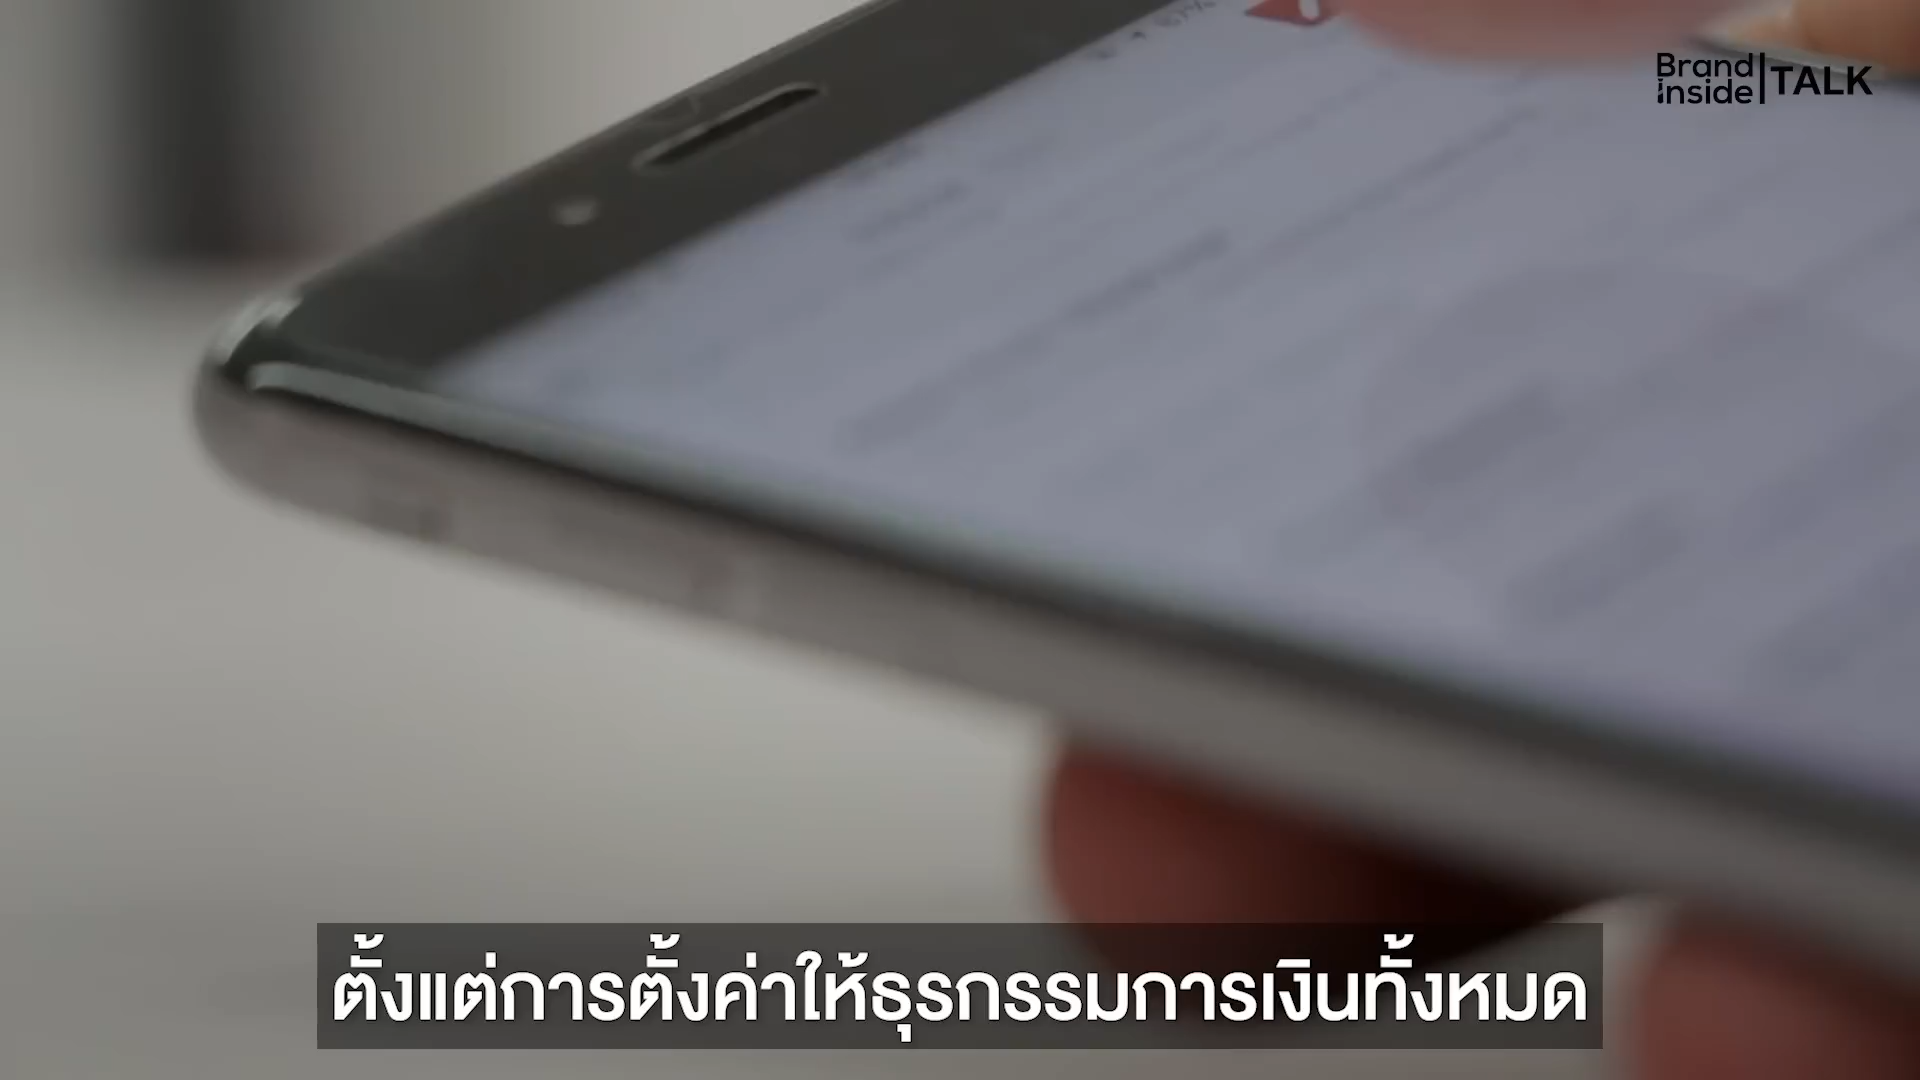 Brand
inside
TALK
ตั้งแต่การตั้งค่าให้ธุรกรรมการเงินทั้งหมด